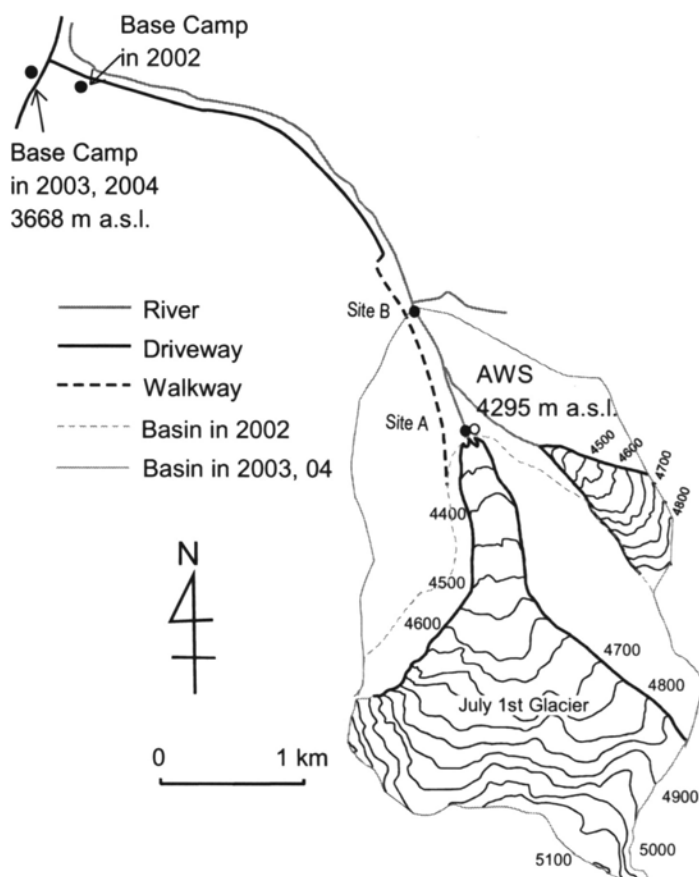 Base Camp
in 2002
Base Camp
in 2003, 2004
3668 m a.s.l.
River
Driveway
Walkway
Basin in 2002
Basin in 2003, 04
Site B
AWS
4295 m a.s.l.
Site A
4500
4600
4700
4800
4400
4500
4600
4700
4800
July 1st Glacier
4900
5000
5100
N
0 1 km